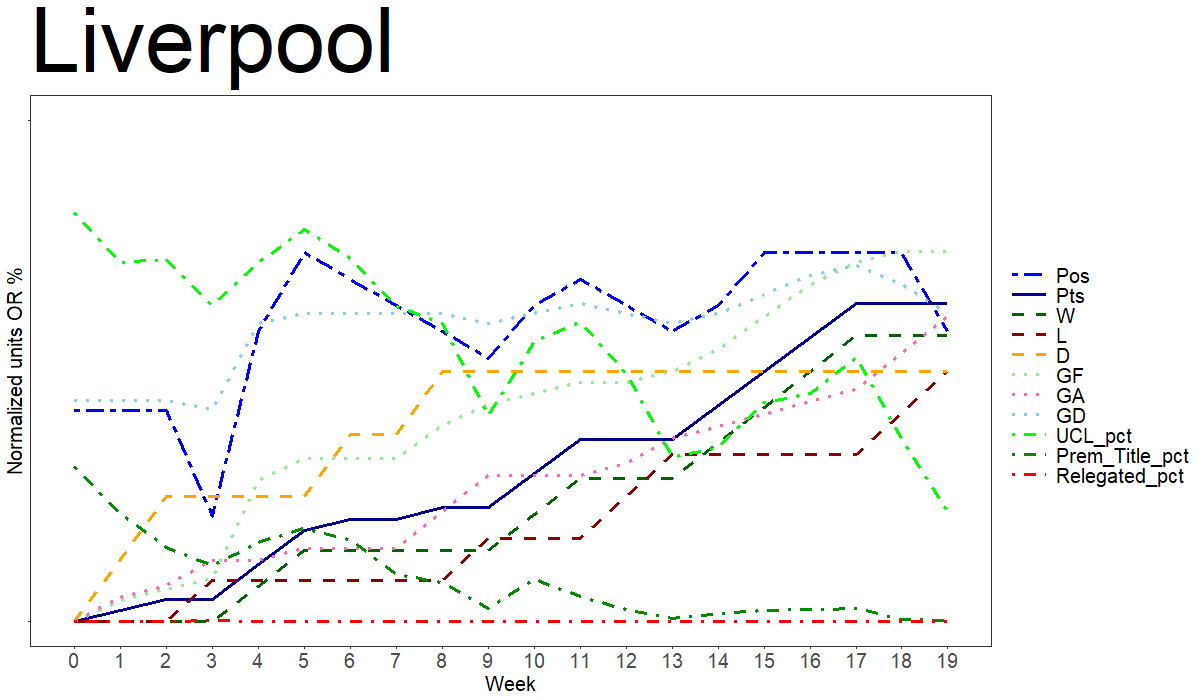 Liverpool
Normalized units OR %
Pos
Pts
W
L
D
GF
GA
GD
UCL_pct
Prem_Title_pct
Relegated_pct
0 1 2 3 4 5 6 7 8 9 10 11 12 13 14 15 16 17 18 19
Week